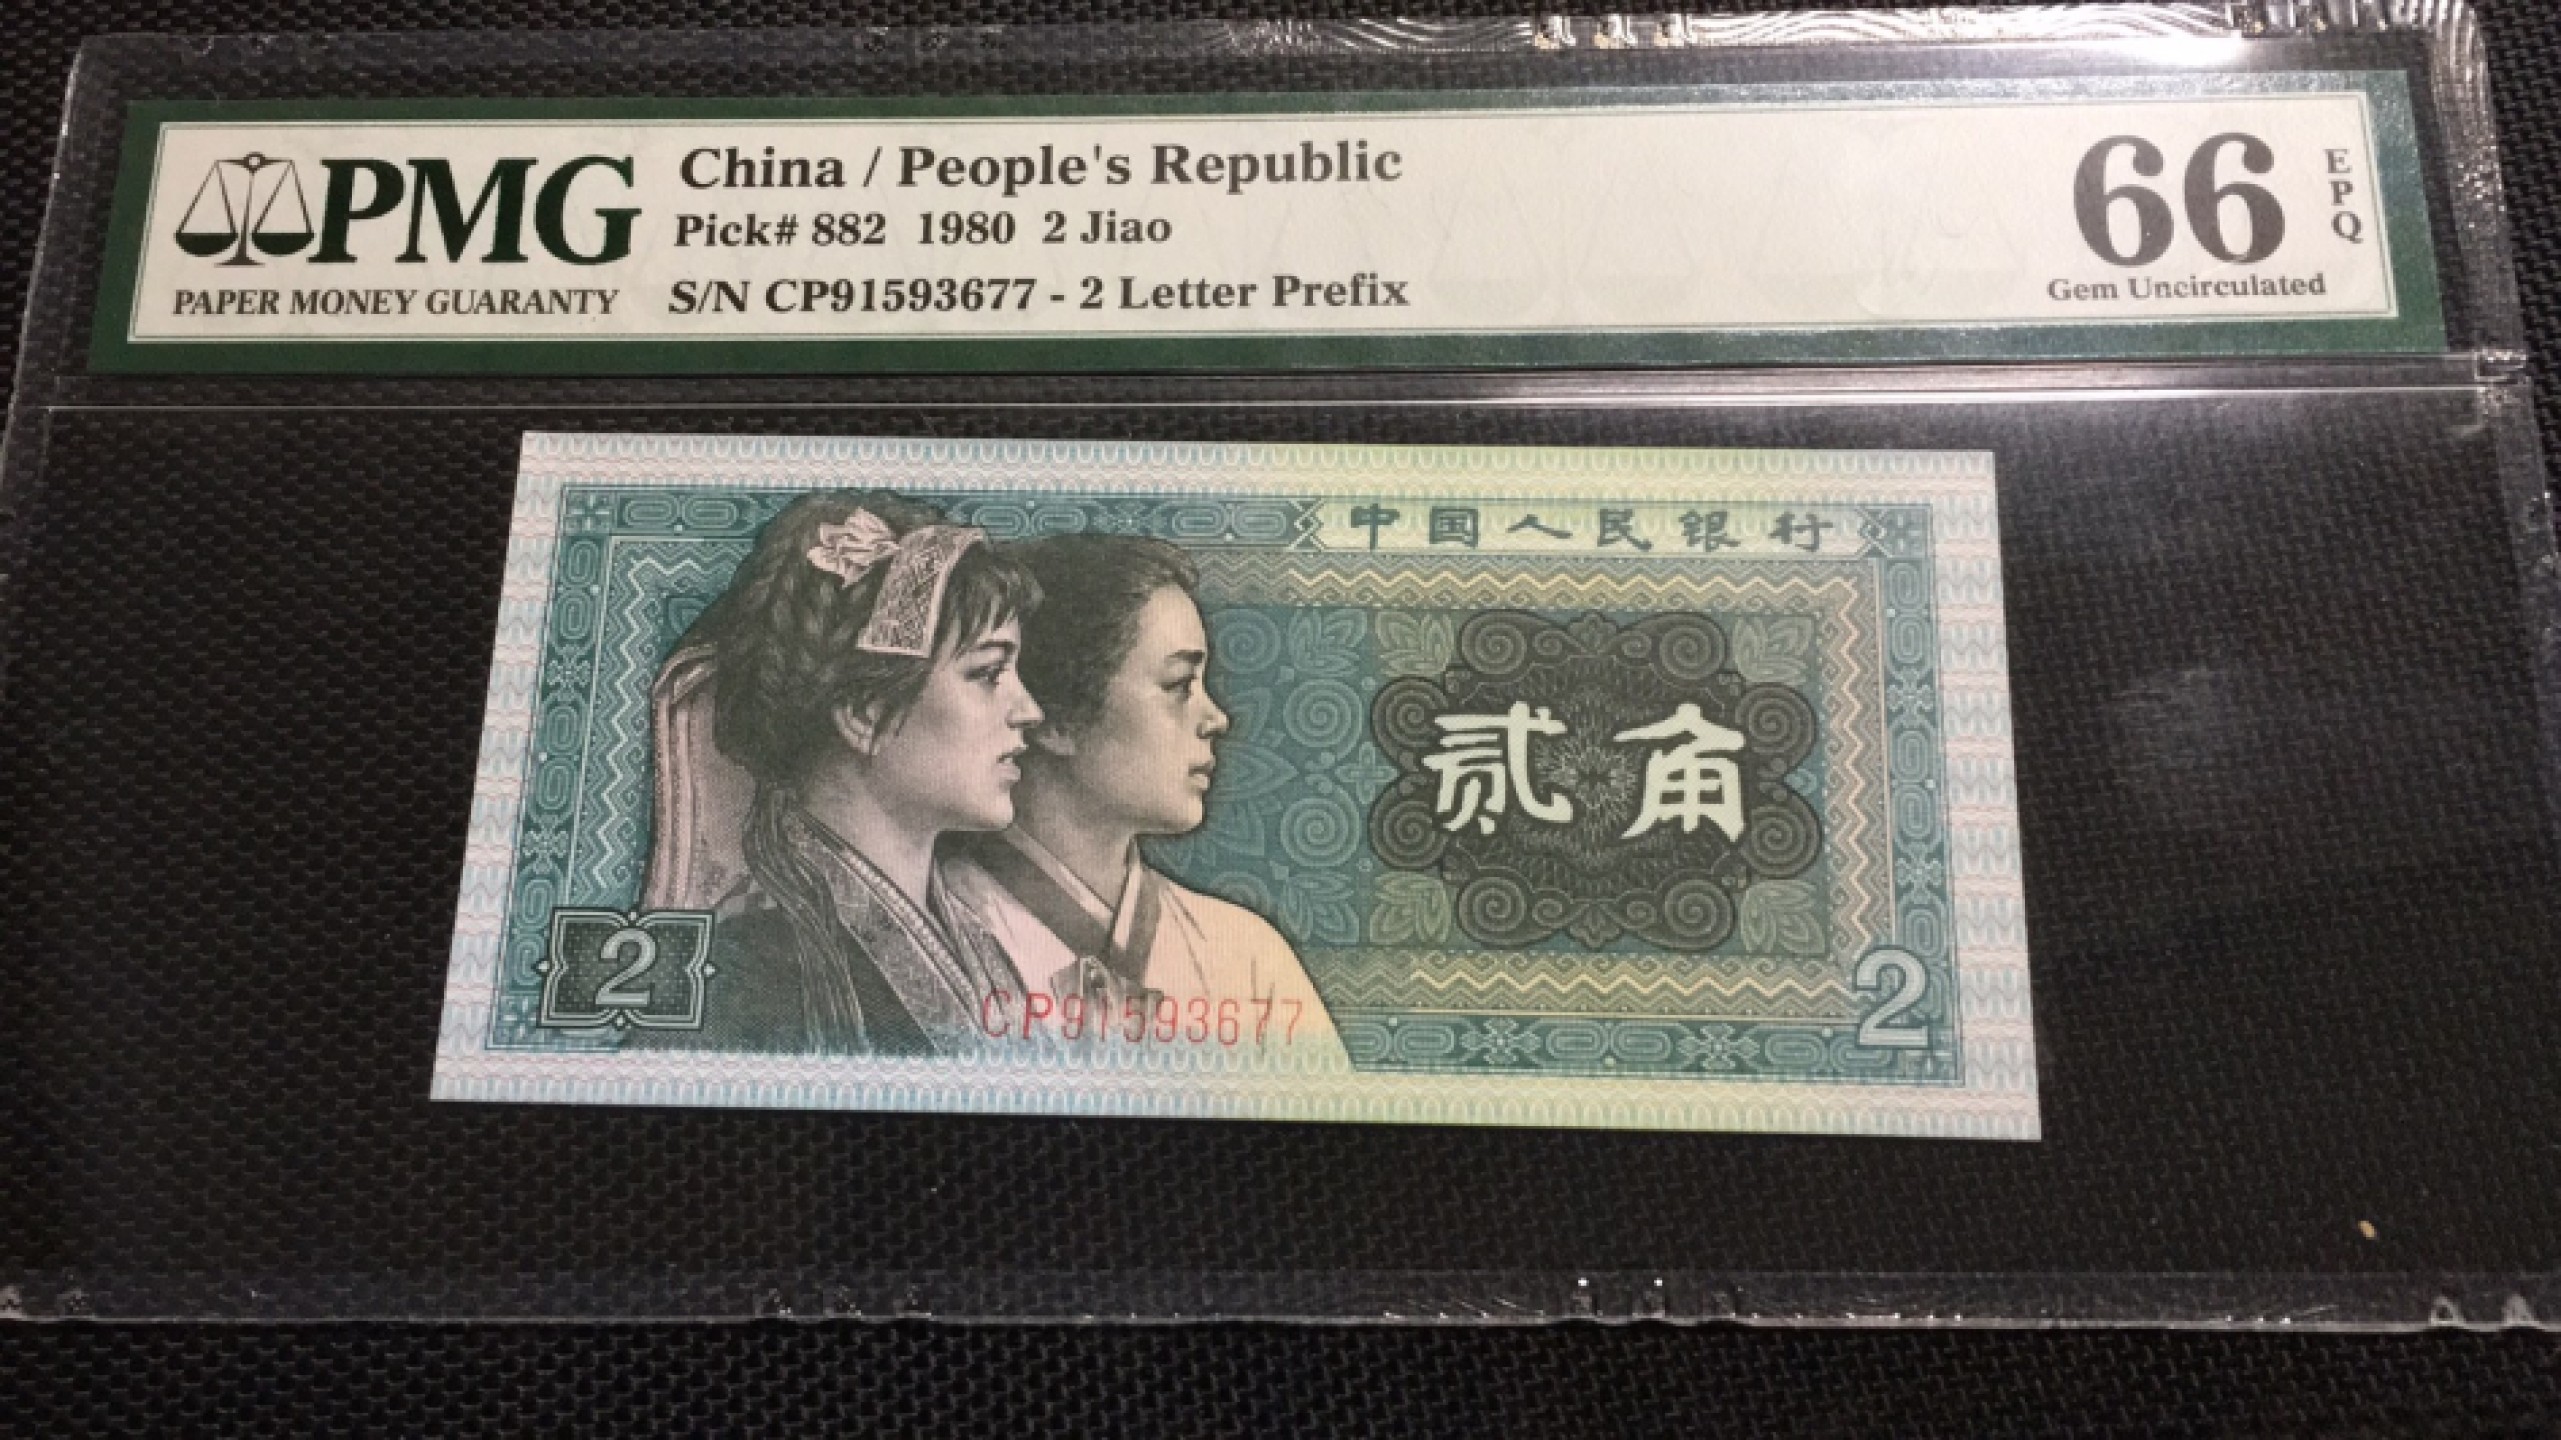 PMG
PAPER MONEY GUARANTY
China / People's Republic
Pick# 882 1980 2 Jiao
S/N CP91593677 - 2 Letter Prefix
66
EPQ
Gem Uncirculated
中国人民银行
贰角
2
CP91593677
2